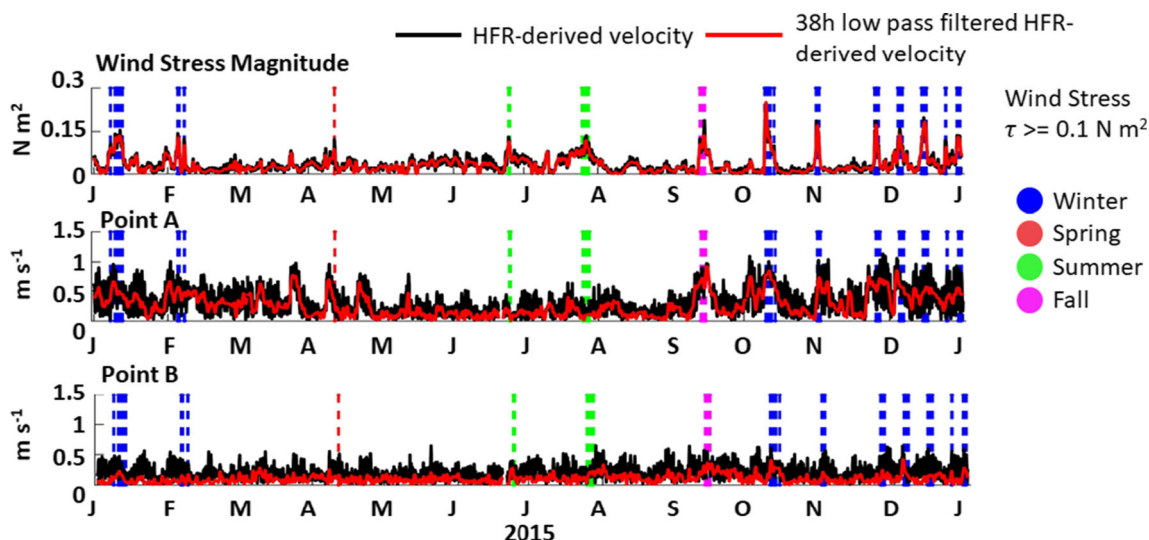 HFR-derived velocity
38h low pass filtered HFR-
derived velocity
Wind Stress Magnitude
0.3
0.15
0
N m²
J F M A M J J A S O N D J
Wind Stress
τ >= 0.1 N m²
Winter
Spring
Summer
Fall
Point A
1.5
1
0.5
0
m s⁻¹
J F M A M J J A S O N D J
Point B
1.5
1
0.5
0
m s⁻¹
J F M A M J J A S O N D J
2015